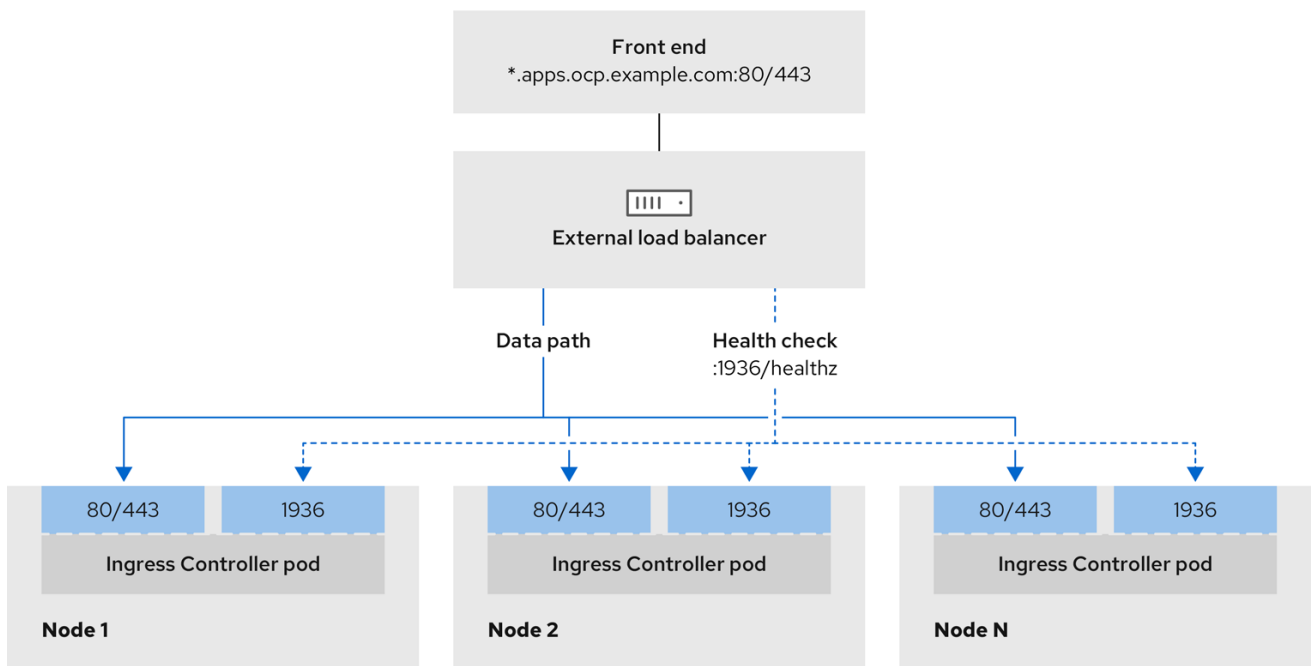 Front end
*.apps.ocp.example.com:80/443
External load balancer
Data path
Health check
:1936/healthz
80/443
1936
80/443
1936
80/443
1936
Ingress Controller pod
Ingress Controller pod
Ingress Controller pod
Node 1
Node 2
Node N